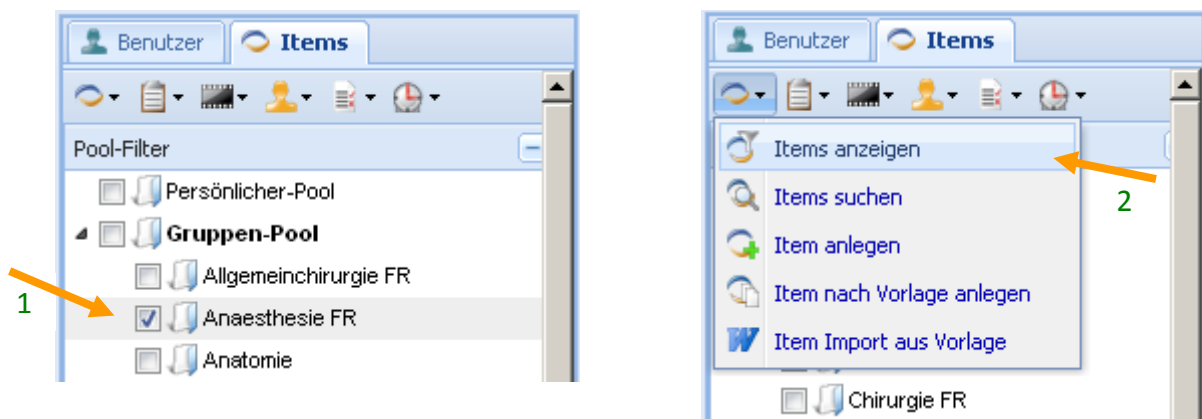 Benutzer
Items
Pool-Filter
Persönlicher-Pool
Gruppen-Pool
Allgemeinchirurgie FR
1
Anaesthesie FR
Anatomie
Benutzer
Items
Items anzeigen
Items suchen
2
Item anlegen
Item nach Vorlage anlegen
Item Import aus Vorlage
Chirurgie FR